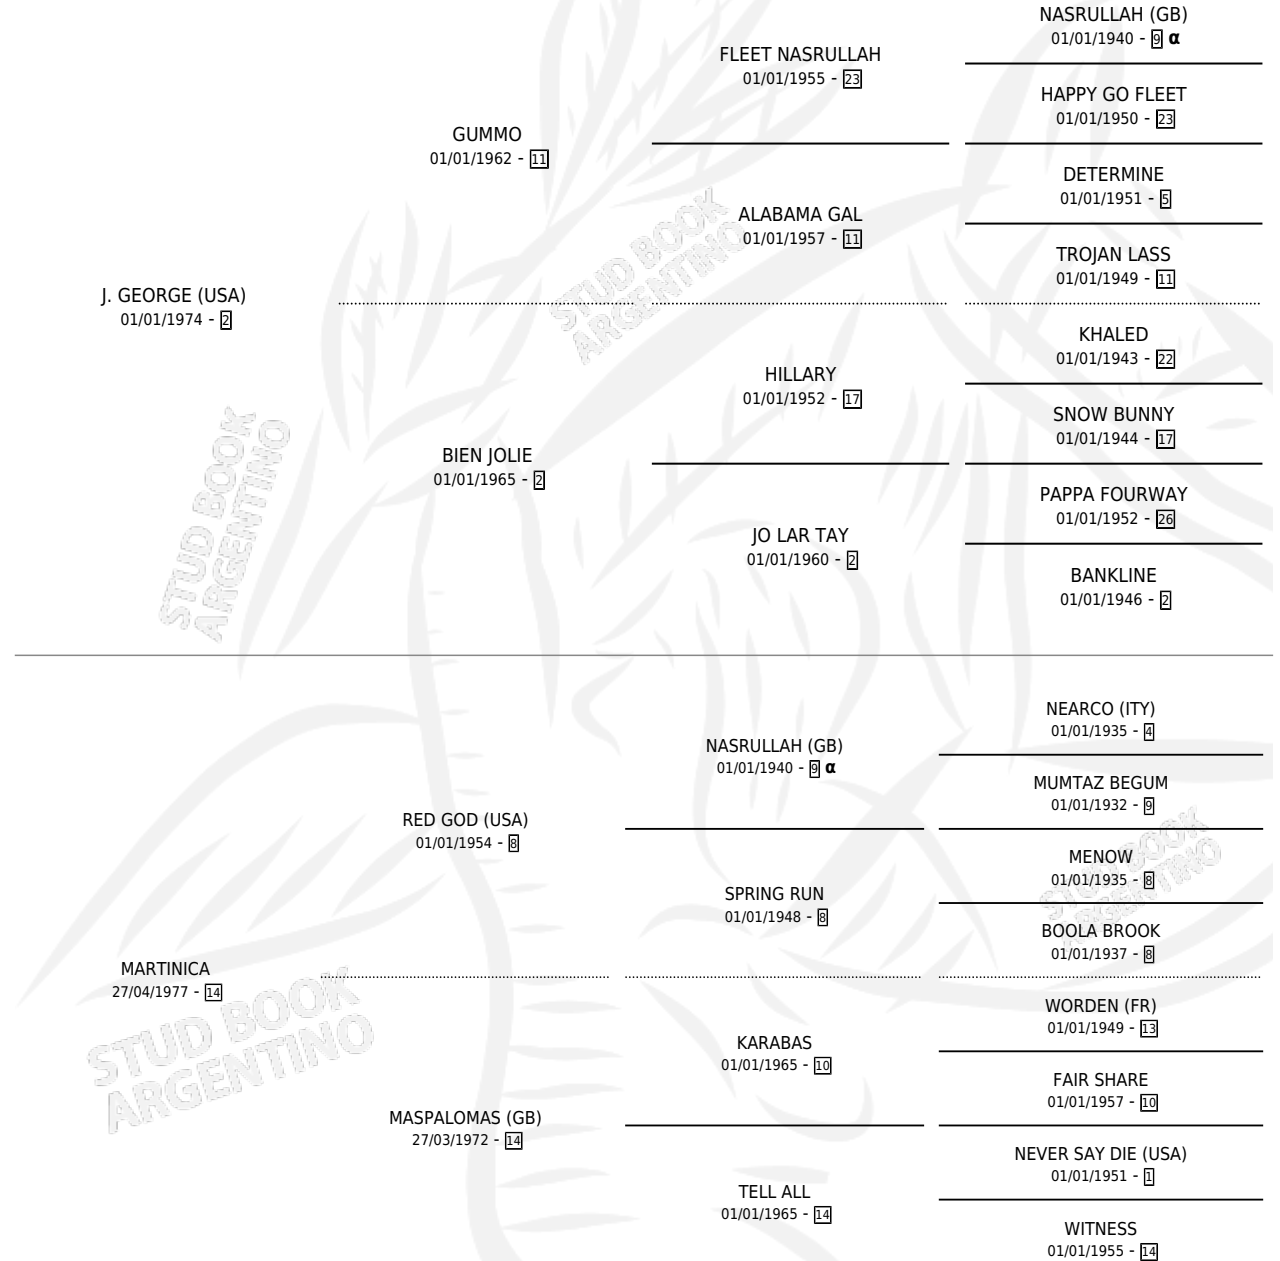 NASRULLAH (GB)
01/01/1940 - 9 α
FLEET NASRULLAH
01/01/1955 - 23
HAPPY GO FLEET
01/01/1950 - 23
GUMMO
01/01/1962 - 11
DETERMINE
01/01/1951 - 5
ALABAMA GAL
01/01/1957 - 11
TROJAN LASS
01/01/1949 - 11
J. GEORGE (USA)
01/01/1974 - 2
KHALED
01/01/1943 - 22
HILLARY
01/01/1952 - 17
SNOW BUNNY
01/01/1944 - 17
BIEN JOLIE
01/01/1965 - 2
PAPPA FOURWAY
01/01/1952 - 26
JO LAR TAY
01/01/1960 - 2
BANKLINE
01/01/1946 - 2
NEARCO (ITY)
01/01/1935 - 4
NASRULLAH (GB)
01/01/1940 - 9 α
MUMTAZ BEGUM
01/01/1932 - 9
RED GOD (USA)
01/01/1954 - 8
MENOW
01/01/1935 - 8
SPRING RUN
01/01/1948 - 8
BOOLA BROOK
01/01/1937 - 8
MARTINICA
27/04/1977 - 14
WORDEN (FR)
01/01/1949 - 13
KARABAS
01/01/1965 - 10
FAIR SHARE
01/01/1957 - 10
MASPALOMAS (GB)
27/03/1972 - 14
NEVER SAY DIE (USA)
01/01/1951 - 1
TELL ALL
01/01/1965 - 14
WITNESS
01/01/1955 - 14
STUD BOOK
ARGENTINO
STUD BOOK
ARGENTINO
STUD BOOK
ARGENTINO
STUD BOOK
ARGENTINO